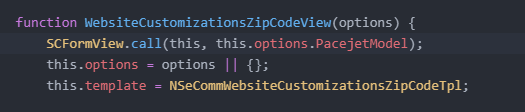 function WebsiteCustomizationsZipCodeView(options) {
    SCFormView.call(this, this.options.PacejetModel);
    this.options = options || {};
    this.template = NSeCommWebsiteCustomizationsZipCodeTpl;